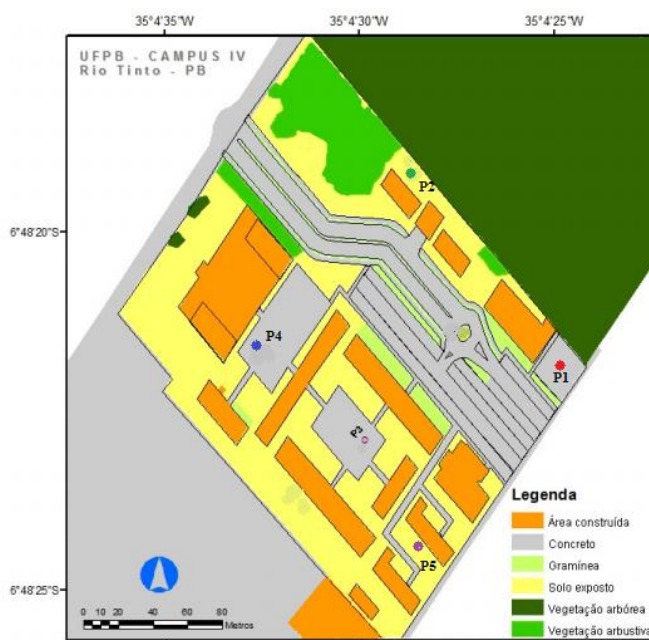 35°4'35"W 35°4'30"W 35°4'25"W
UFPB - CAMPUS IV
Rio Tinto - PB
P2
6°48'20"S
P4
P1
P3
P5
6°48'25"S
Legenda
Área construída
Concreto
Gramínea
Solo exposto
Vegetação arbórea
Vegetação arbustiva
0 10 20 40 60 80
Metros